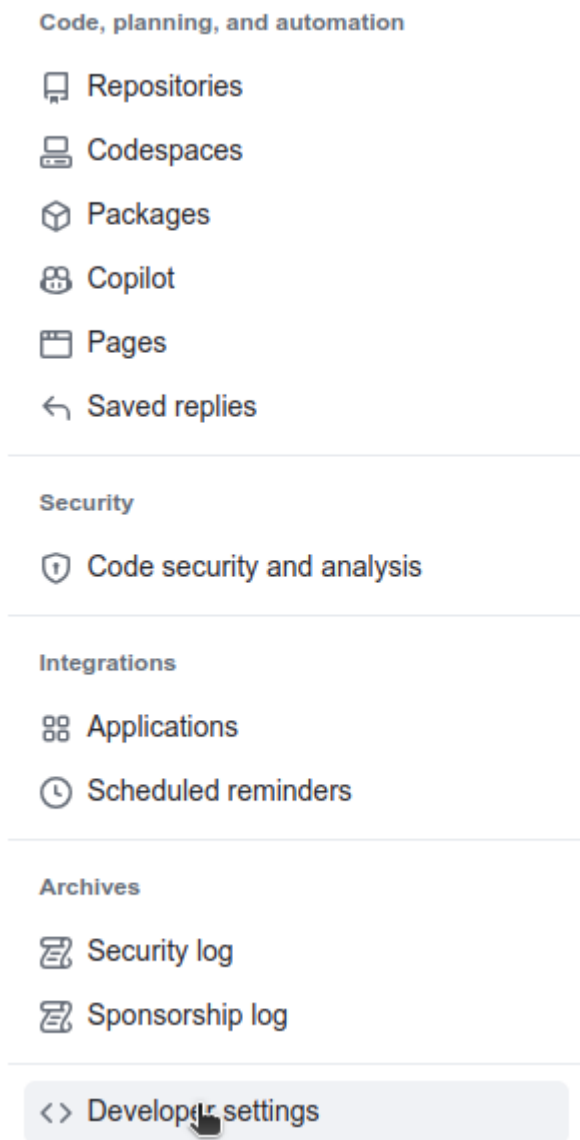 Code, planning, and automation
Repositories
Codespaces
Packages
Copilot
Pages
Saved replies
Security
Code security and analysis
Integrations
Applications
Scheduled reminders
Archives
Security log
Sponsorship log
Developer settings